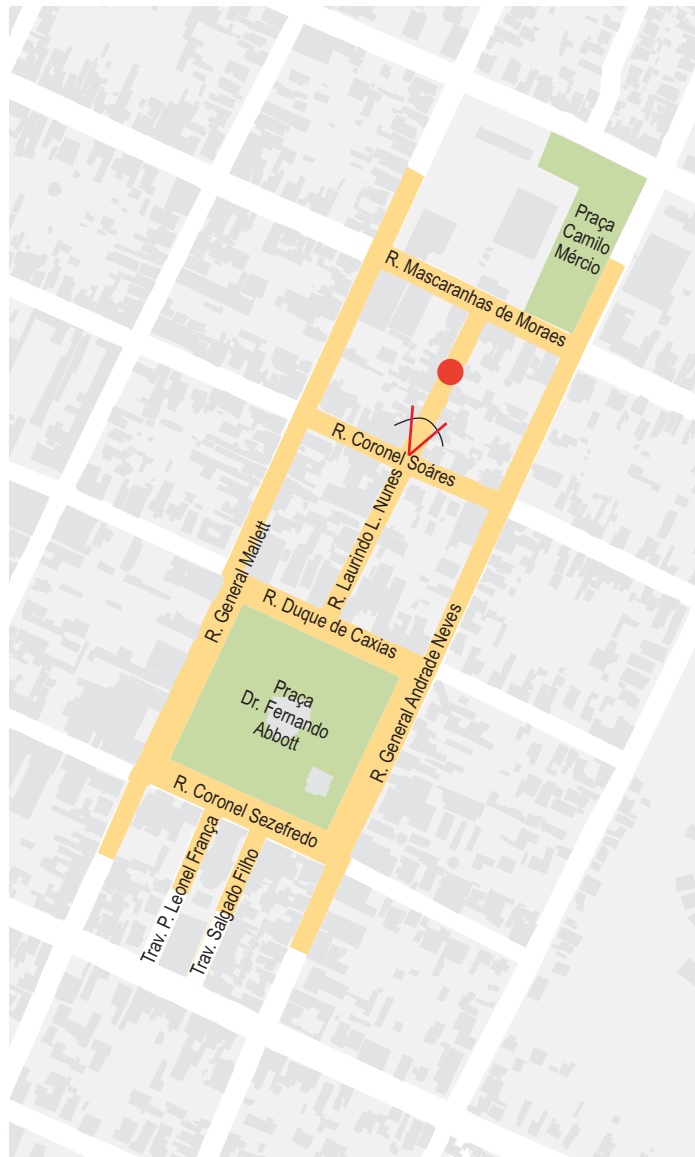 Praça
Camilo
Mércio
R. Mascaranhas de Moraes
R. Coronel Soáres
R. Laurindo L. Nunes
R. General Mallett
R. Duque de Caxias
R. General Andrade Neves
Praça
Dr. Fernando
Abbott
R. Coronel Sezefredo
Trav. P. Leonel França
Trav. Salgado Filho